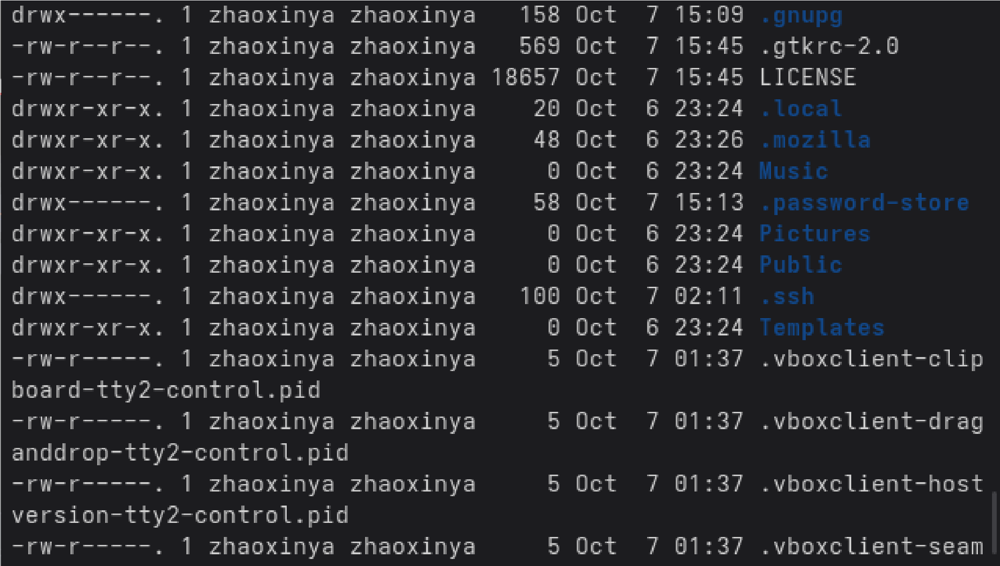 drwx------. 1 zhaoxinya zhaoxinya   158 Oct  7 15:09 .gnupg
-rw-r--r--. 1 zhaoxinya zhaoxinya   569 Oct  7 15:45 .gtkrc-2.0
-rw-r--r--. 1 zhaoxinya zhaoxinya 18657 Oct  7 15:45 LICENSE
drwxr-xr-x. 1 zhaoxinya zhaoxinya    20 Oct  6 23:24 .local
drwxr-xr-x. 1 zhaoxinya zhaoxinya    48 Oct  6 23:26 .mozilla
drwxr-xr-x. 1 zhaoxinya zhaoxinya     0 Oct  6 23:24 Music
drwx------. 1 zhaoxinya zhaoxinya    58 Oct  7 15:13 .password-store
drwxr-xr-x. 1 zhaoxinya zhaoxinya     0 Oct  6 23:24 Pictures
drwxr-xr-x. 1 zhaoxinya zhaoxinya     0 Oct  6 23:24 Public
drwx------. 1 zhaoxinya zhaoxinya   100 Oct  7 02:11 .ssh
drwxr-xr-x. 1 zhaoxinya zhaoxinya     0 Oct  6 23:24 Templates
-rw-r-----. 1 zhaoxinya zhaoxinya     5 Oct  7 01:37 .vboxclient-clip
board-tty2-control.pid
-rw-r-----. 1 zhaoxinya zhaoxinya     5 Oct  7 01:37 .vboxclient-drag
anddrop-tty2-control.pid
-rw-r-----. 1 zhaoxinya zhaoxinya     5 Oct  7 01:37 .vboxclient-host
version-tty2-control.pid
-rw-r-----. 1 zhaoxinya zhaoxinya     5 Oct  7 01:37 .vboxclient-seam